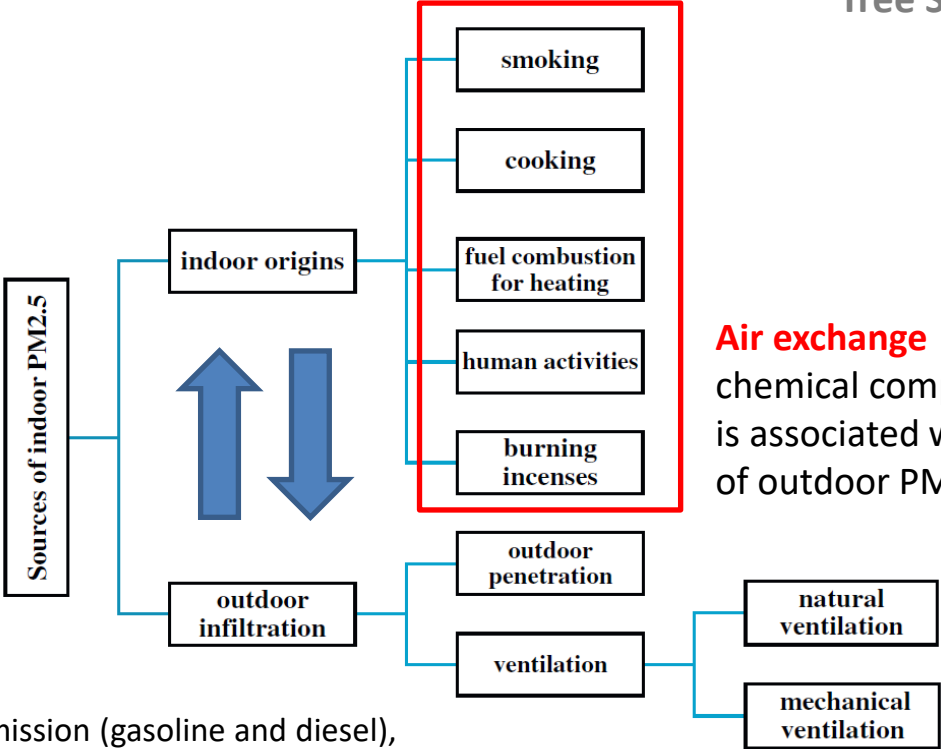 smoking
cooking
indoor origins
fuel combustion
for heating
Sources of indoor PM2.5
human activities
Air exchange
chemical com
is associated w
of outdoor PM
burning
incenses
outdoor
penetration
outdoor
infiltration
natural
ventilation
ventilation
mechanical
ventilation
mission (gasoline and diesel),